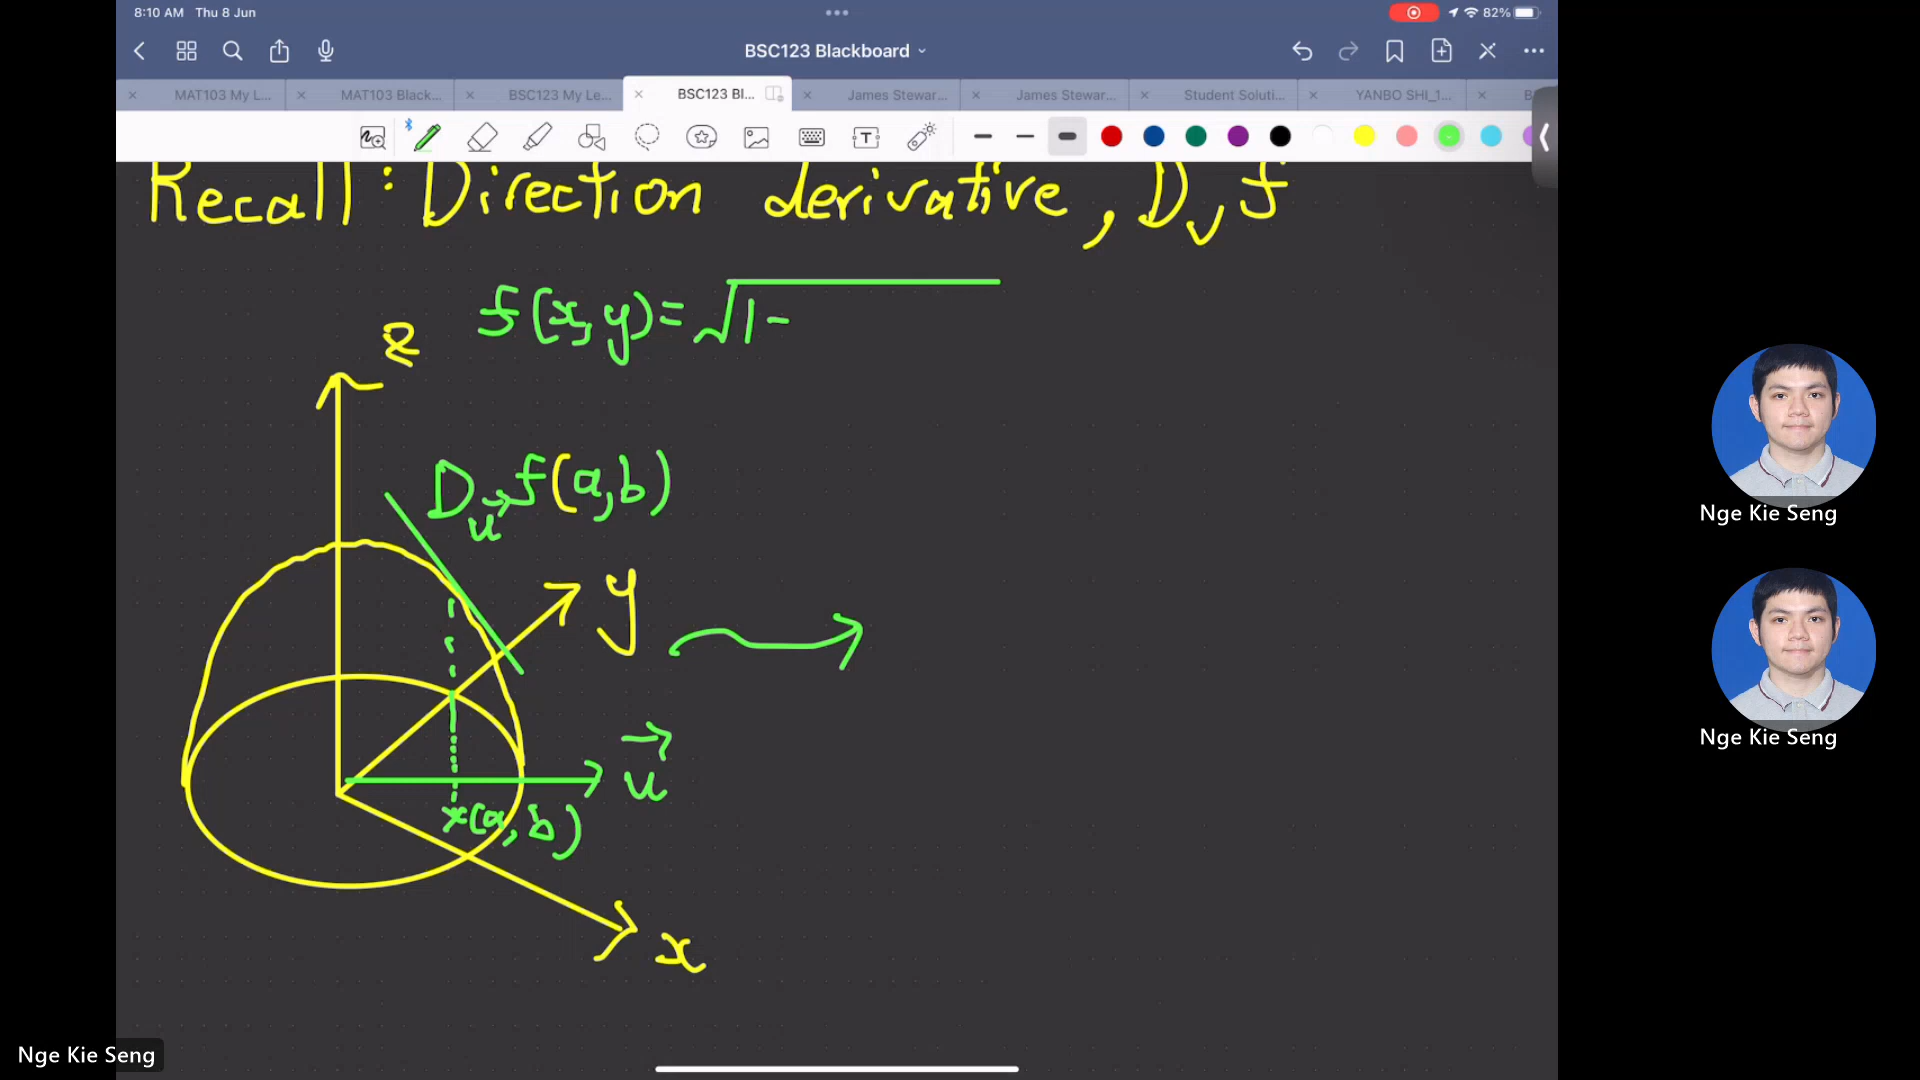 8:10 AM Thu 8 Jun
82%
BSC123 Blackboard
MAT103 My L...
MAT103 Black...
BSC123 My Le...
BSC123 Bl...
James Stewar...
James Stewar...
Student Soluti...
YANBO SHI_1...
Recall: Direction derivative, Dᵥf
f(x,y)=√1-
z
D_u⃗ f(a,b)
y
u⃗
x(a,b)
x
Nge Kie Seng
Nge Kie Seng
Nge Kie Seng